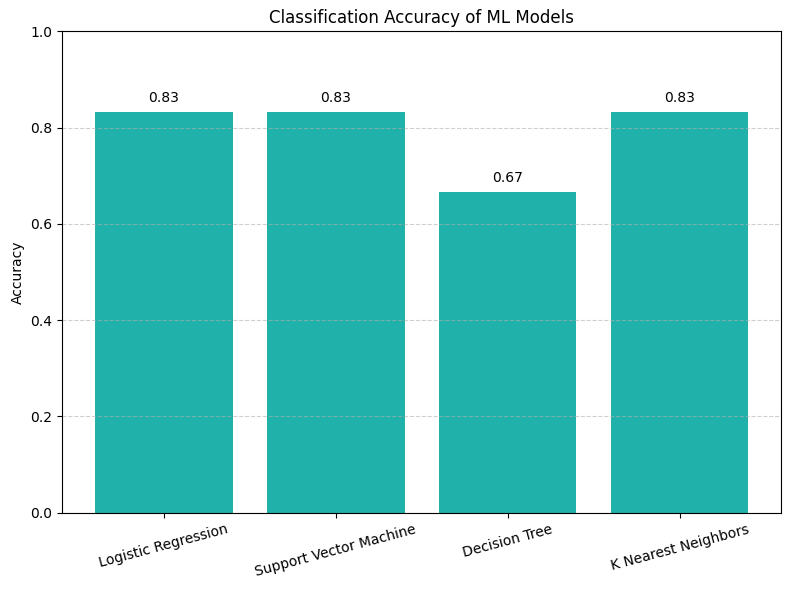 Classification Accuracy of ML Models
1.0
0.8
0.6
0.4
0.2
0.0
Accuracy
0.83
0.83
0.67
0.83
Logistic Regression
Support Vector Machine
Decision Tree
K Nearest Neighbors